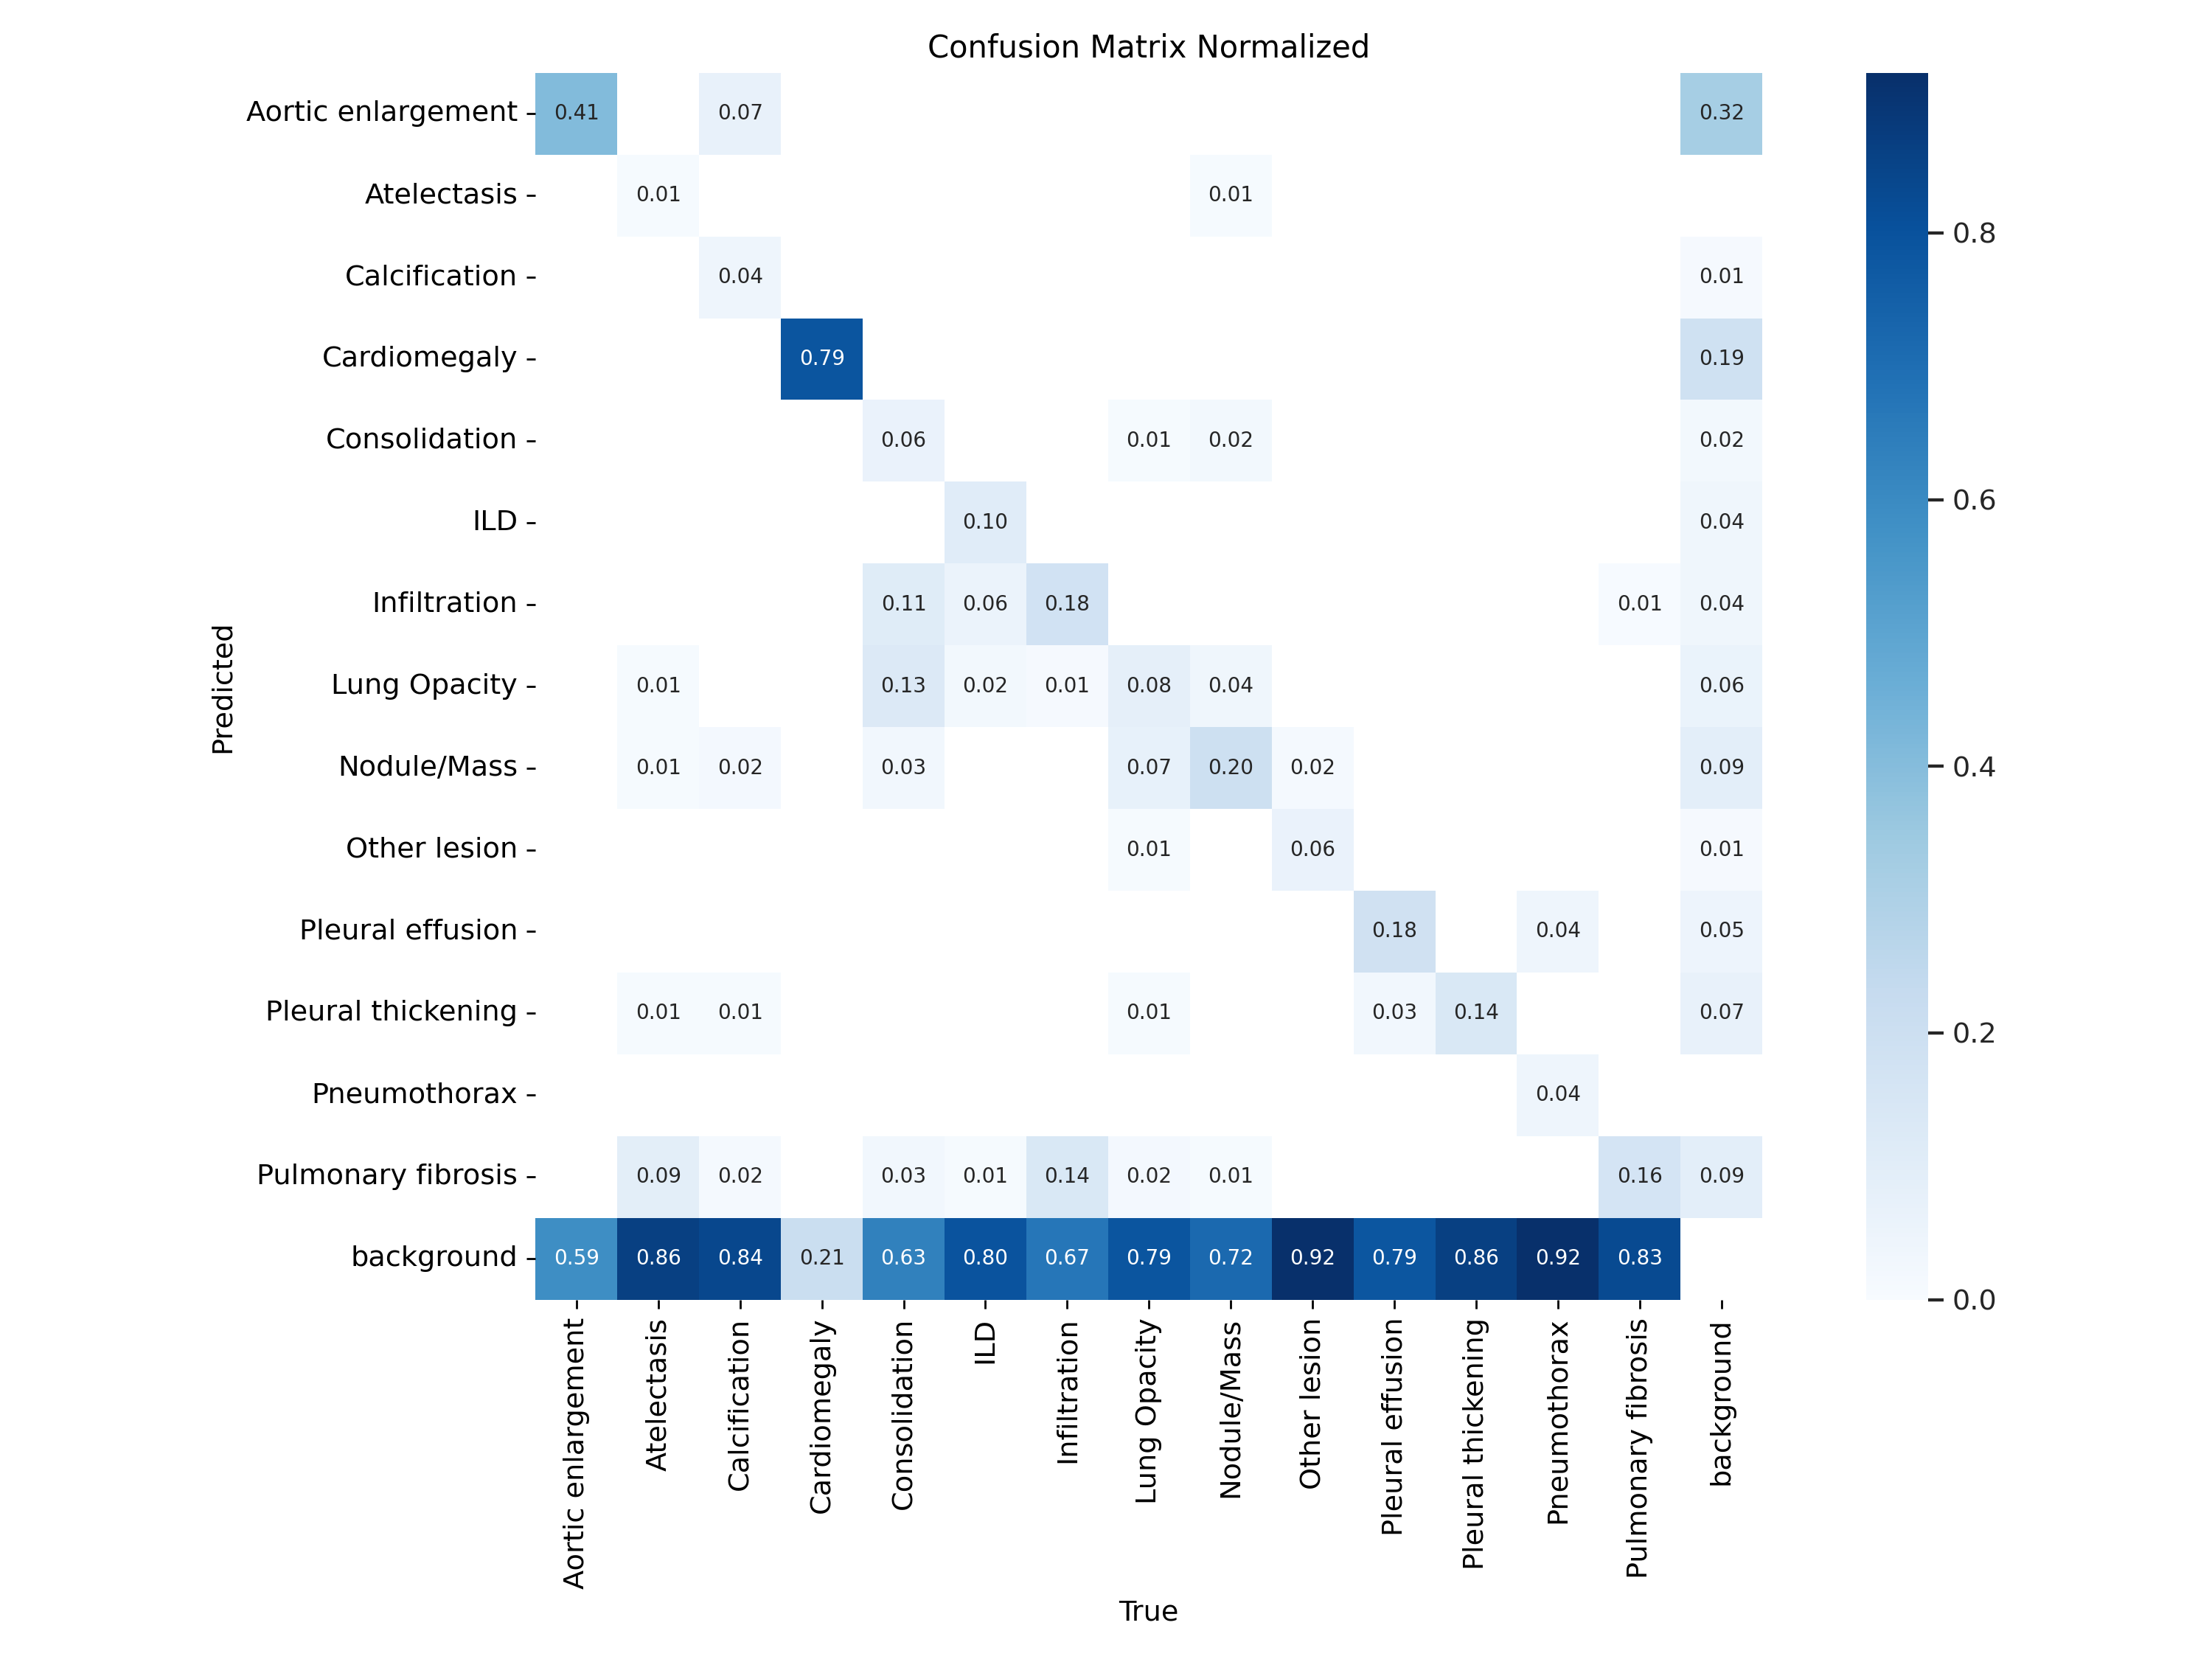 Confusion Matrix Normalized
Aortic enlargement 0.41 0.07 0.32
Atelectasis 0.01 0.01
Calcification 0.04 0.01
0.8
Cardiomegaly 0.79 0.19
Consolidation 0.06 0.01 0.02 0.02
0.6
ILD 0.10 0.04
Infiltration 0.11 0.06 0.18 0.01 0.04
Predicted
Lung Opacity 0.01 0.13 0.02 0.01 0.08 0.04 0.06
Nodule/Mass 0.01 0.02 0.03 0.07 0.20 0.02 0.09
0.4
Other lesion 0.01 0.06 0.01
Pleural effusion 0.18 0.04 0.05
Pleural thickening 0.01 0.01 0.01 0.03 0.14 0.07
0.2
Pneumothorax 0.04
Pulmonary fibrosis 0.09 0.02 0.03 0.01 0.14 0.02 0.01 0.16 0.09
background 0.59 0.86 0.84 0.21 0.63 0.80 0.67 0.79 0.72 0.92 0.79 0.86 0.92 0.83
0.0
Aortic enlargement
Atelectasis
Calcification
Cardiomegaly
Consolidation
ILD
Infiltration
Lung Opacity
Nodule/Mass
Other lesion
Pleural effusion
Pleural thickening
Pneumothorax
Pulmonary fibrosis
background
True